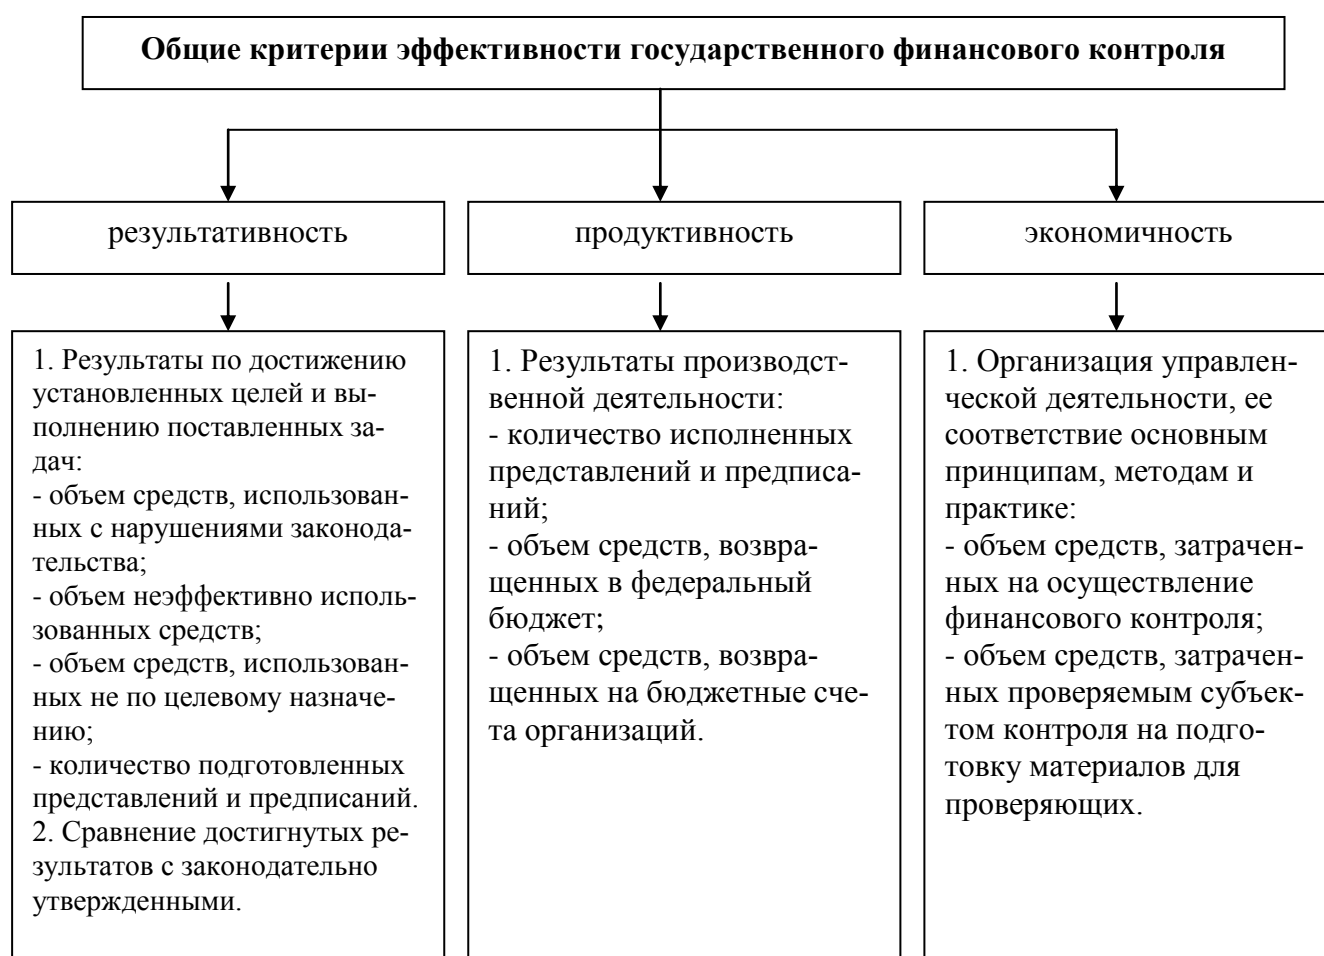 Общие критерии эффективности государственного финансового контроля
результативность
продуктивность
экономичность
1. Результаты по достижению
установленных целей и вы-
полнению поставленных за-
дач:
- объем средств, использован-
ных с нарушениями законода-
тельства;
- объем неэффективно исполь-
зованных средств;
- объем средств, использован-
ных не по целевому назначе-
нию;
- количество подготовленных
представлений и предписаний.
2. Сравнение достигнутых ре-
зультатов с законодательно
утвержденными.
1. Результаты производст-
венной деятельности:
- количество исполненных
представлений и предписа-
ний;
- объем средств, возвра-
щенных в федеральный
бюджет;
- объем средств, возвра-
щенных на бюджетные сче-
та организаций.
1. Организация управлен-
ческой деятельности, ее
соответствие основным
принципам, методам и
практике:
- объем средств, затрачен-
ных на осуществление
финансового контроля;
- объем средств, затрачен-
ных проверяемым субъек-
том контроля на подго-
товку материалов для
проверяющих.